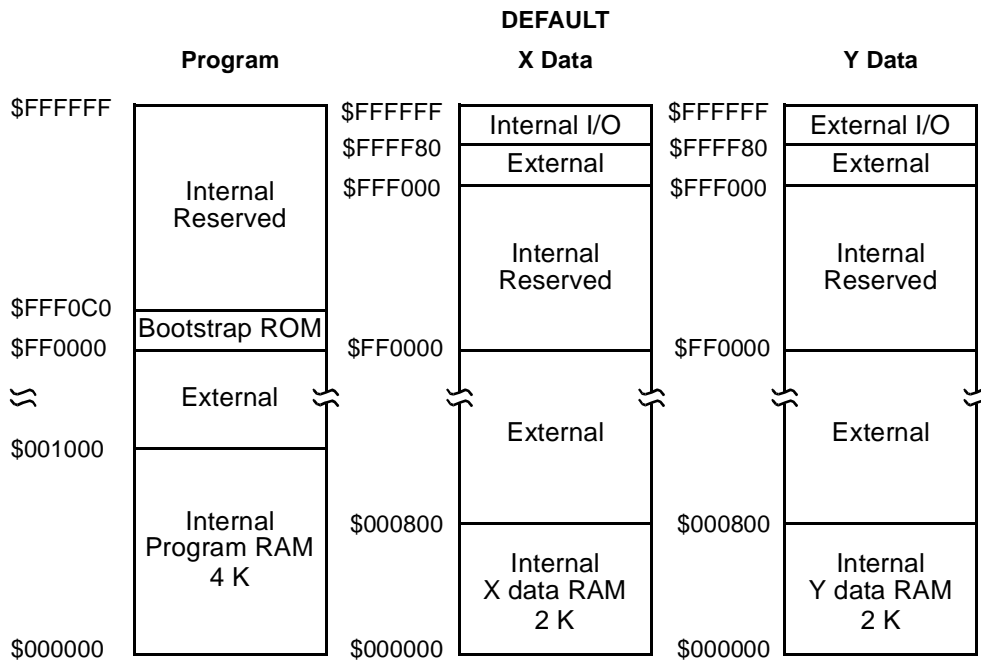 DEFAULT
Program
X Data
Y Data
$FFFFFF
Internal
Reserved
$FFF0C0
Bootstrap ROM
$FF0000
External
$001000
Internal
Program RAM
4 K
$000000
$FFFFFF
Internal I/O
$FFFF80
External
$FFF000
Internal
Reserved
$FF0000
External
$000800
Internal
X data RAM
2 K
$000000
$FFFFFF
External I/O
$FFFF80
External
$FFF000
Internal
Reserved
$FF0000
External
$000800
Internal
Y data RAM
2 K
$000000